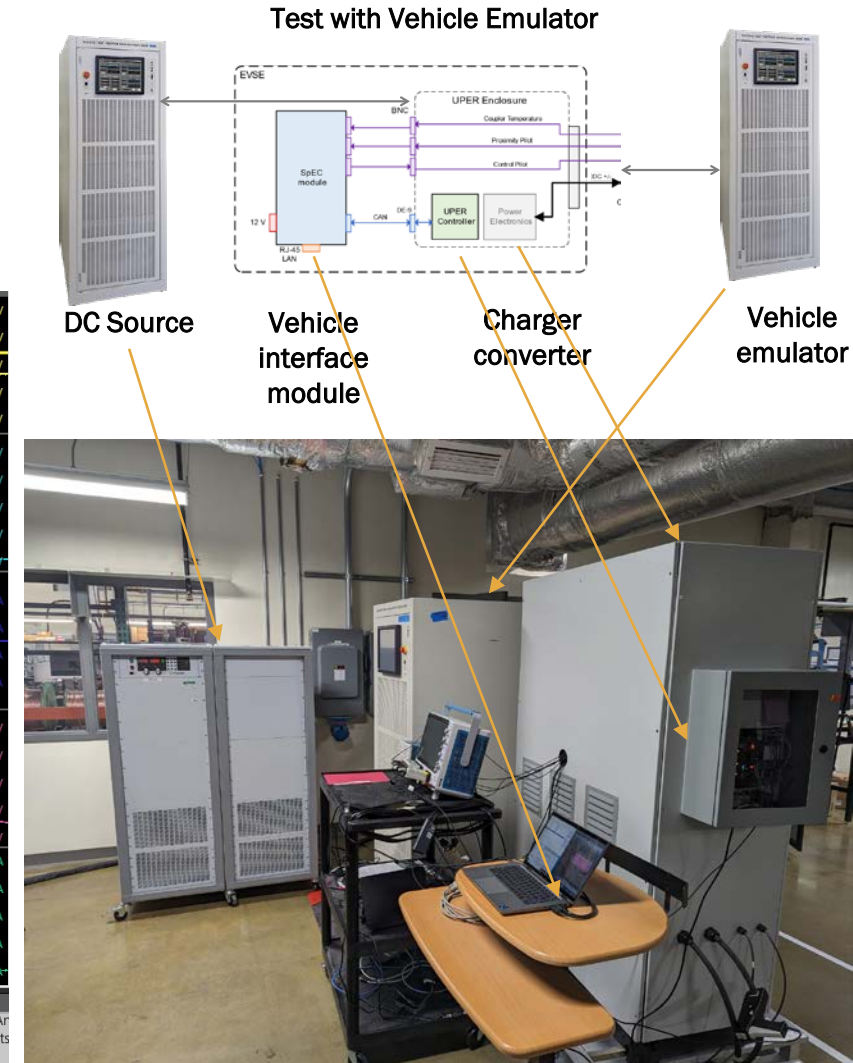 Test with Vehicle Emulator
EVSE
UPER Enclosure
BNC
Coupler Temperature
Proximity Pilot
Control Pilot
SpEC
module
DC +/-
12 V
CAN
DE-9
UPER
Controller
Power
Electronics
RJ-45
LAN
DC Source
Vehicle
interface
module
Charger
converter
Vehicle
emulator